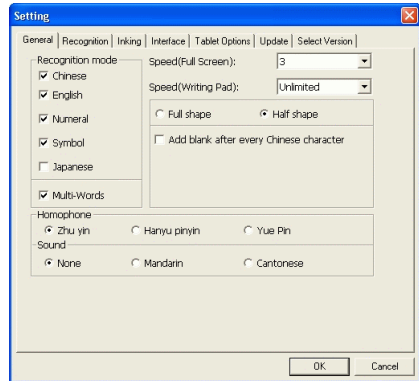 Setting
General Recognition Inking Interface Tablet Options Update Select Version
Recognition mode
Chinese
English
Numeral
Symbol
Japanese
Multi-Words
Speed(Full Screen): 3
Speed(Writing Pad): Unlimited
Full shape Half shape
Add blank after every Chinese character
Homophone
Zhu yin Hanyu pinyin Yue Pin
Sound
None Mandarin Cantonese
OK Cancel